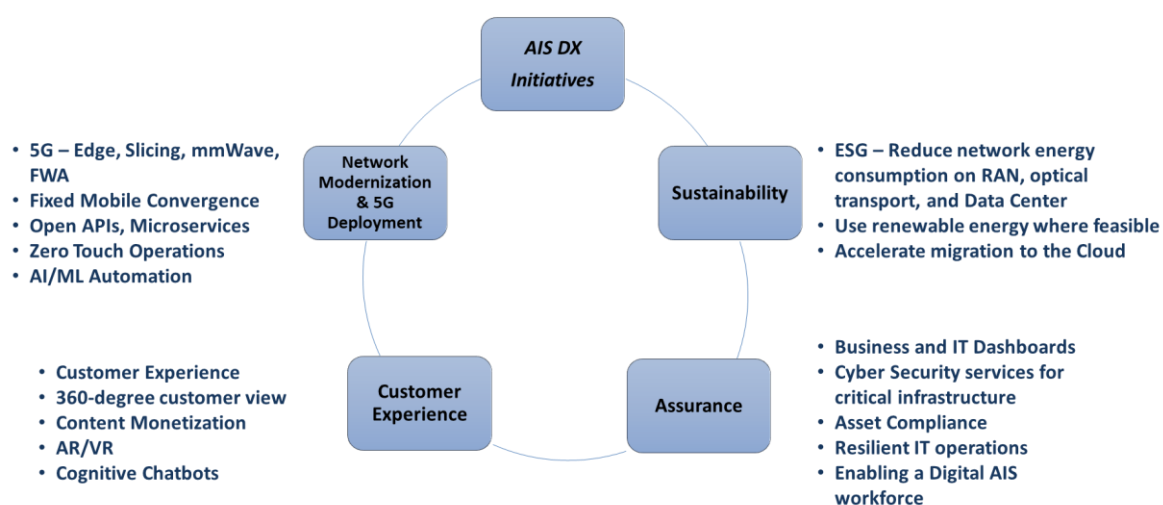 AIS DX
Initiatives
• 5G – Edge, Slicing, mmWave,
FWA
• Fixed Mobile Convergence
• Open APIs, Microservices
• Zero Touch Operations
• AI/ML Automation
Network
Modernization
& 5G
Deployment
Sustainability
• ESG – Reduce network energy
consumption on RAN, optical
transport, and Data Center
• Use renewable energy where feasible
• Accelerate migration to the Cloud
• Customer Experience
• 360-degree customer view
• Content Monetization
• AR/VR
• Cognitive Chatbots
Customer
Experience
Assurance
• Business and IT Dashboards
• Cyber Security services for
critical infrastructure
• Asset Compliance
• Resilient IT operations
• Enabling a Digital AIS
workforce